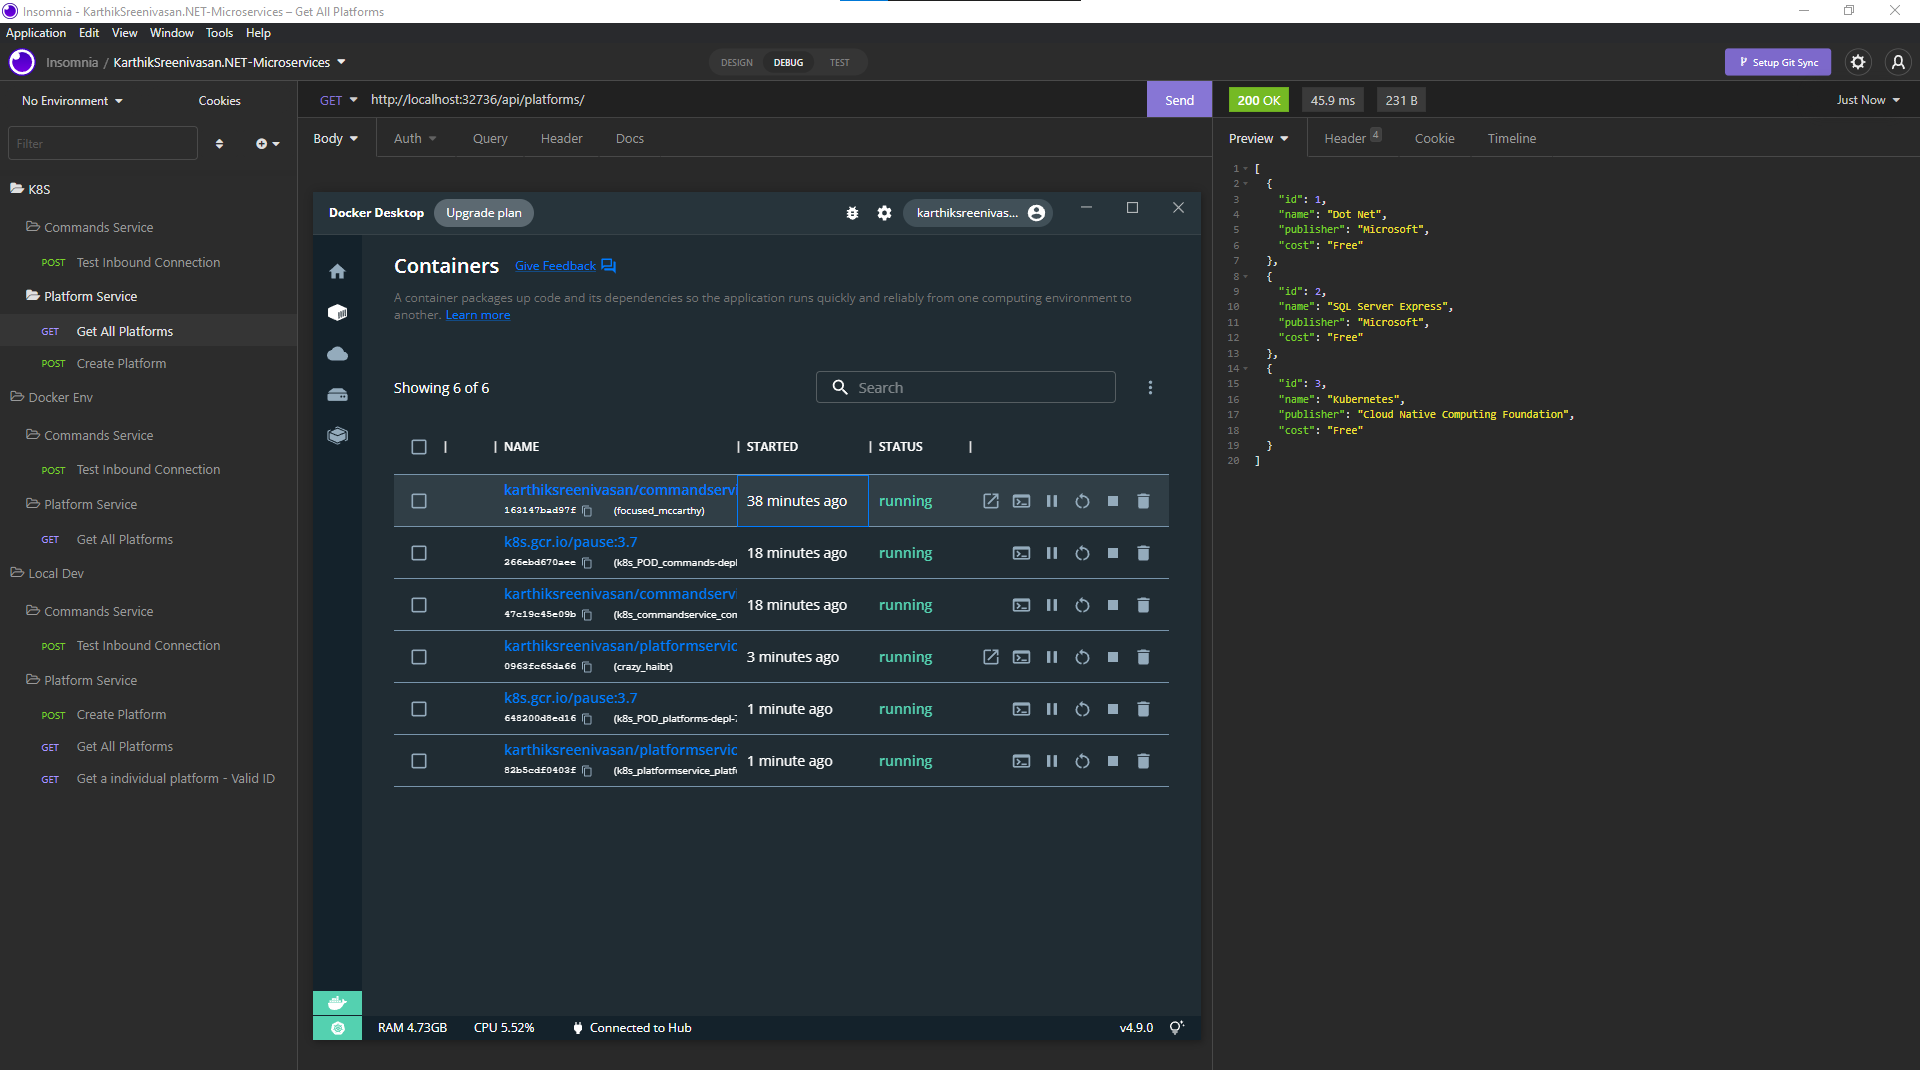 Insomnia - KarthikSreenivasan.NET-Microservices – Get All Platforms
Application Edit View Window Tools Help
Insomnia / KarthikSreenivasan.NET-Microservices
DESIGN DEBUG TEST
Setup Git Sync
No Environment Cookies
Filter
K8S
Commands Service
POST Test Inbound Connection
Platform Service
GET Get All Platforms
POST Create Platform
Docker Env
Commands Service
POST Test Inbound Connection
Platform Service
GET Get All Platforms
Local Dev
Commands Service
POST Test Inbound Connection
Platform Service
POST Create Platform
GET Get All Platforms
GET Get a individual platform - Valid ID
GET http://localhost:32736/api/platforms/ Send
Body Auth Query Header Docs
Docker Desktop Upgrade plan karthiksreenivas...
Containers Give Feedback
A container packages up code and its dependencies so the application runs quickly and reliably from one computing environment to
another. Learn more
Showing 6 of 6 Search
NAME STARTED STATUS
karthiksreenivasan/commandservi
163147bad97f (focused_mccarthy) 38 minutes ago running
k8s.gcr.io/pause:3.7
266ebd670aee (k8s_POD_commands-depl 18 minutes ago running
karthiksreenivasan/commandservi
47c19c45e09b (k8s_commandservice_com 18 minutes ago running
karthiksreenivasan/platformservic
0963fc65da66 (crazy_haibt) 3 minutes ago running
k8s.gcr.io/pause:3.7
648200d8ed16 (k8s_POD_platforms-depl-7 1 minute ago running
karthiksreenivasan/platformservic
82b5cdf0403f (k8s_platformservice_platf 1 minute ago running
RAM 4.73GB CPU 5.52% Connected to Hub v4.9.0
200 OK 45.9 ms 231 B Just Now
Preview Header 4 Cookie Timeline
1 [
2 {
3 "id": 1,
4 "name": "Dot Net",
5 "publisher": "Microsoft",
6 "cost": "Free"
7 },
8 {
9 "id": 2,
10 "name": "SQL Server Express",
11 "publisher": "Microsoft",
12 "cost": "Free"
13 },
14 {
15 "id": 3,
16 "name": "Kubernetes",
17 "publisher": "Cloud Native Computing Foundation",
18 "cost": "Free"
19 }
20 ]